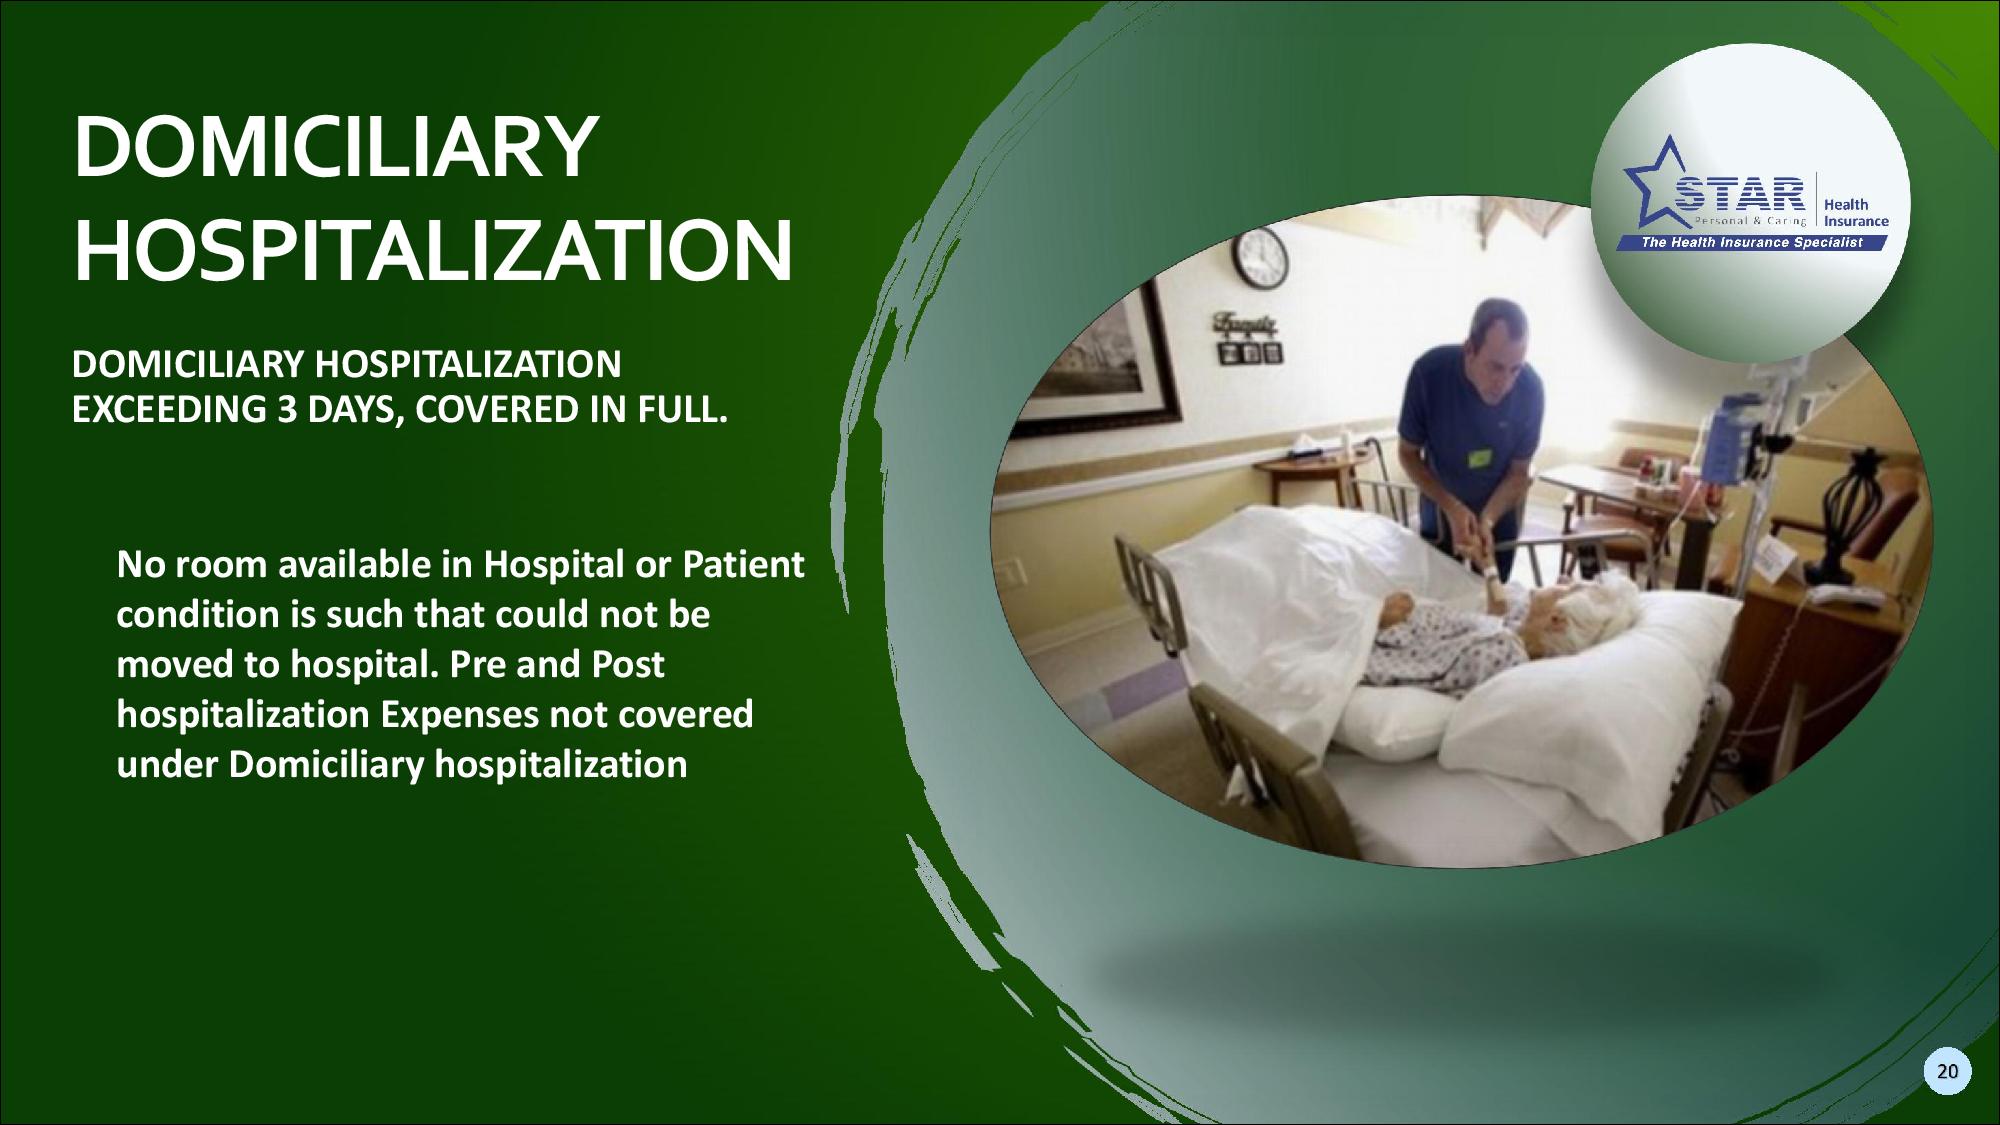 DOMICILIARY
HOSPITALIZATION
DOMICILIARY HOSPITALIZATION
EXCEEDING 3 DAYS, COVERED IN FULL.
No room available in Hospital or Patient
condition is such that could not be
moved to hospital. Pre and Post
hospitalization Expenses not covered
under Domiciliary hospitalization
STAR
Personal & Caring
Health
Insurance
The Health Insurance Specialist
Family
20